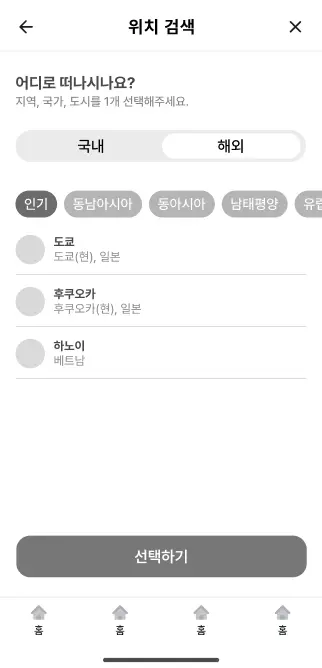 위치 검색
어디로 떠나시나요?
지역, 국가, 도시를 1개 선택해주세요.
국내 해외
인기 동남아시아 동아시아 남태평양 유럽
도쿄
도쿄(현), 일본
후쿠오카
후쿠오카(현), 일본
하노이
베트남
선택하기
홈 홈 홈 홈